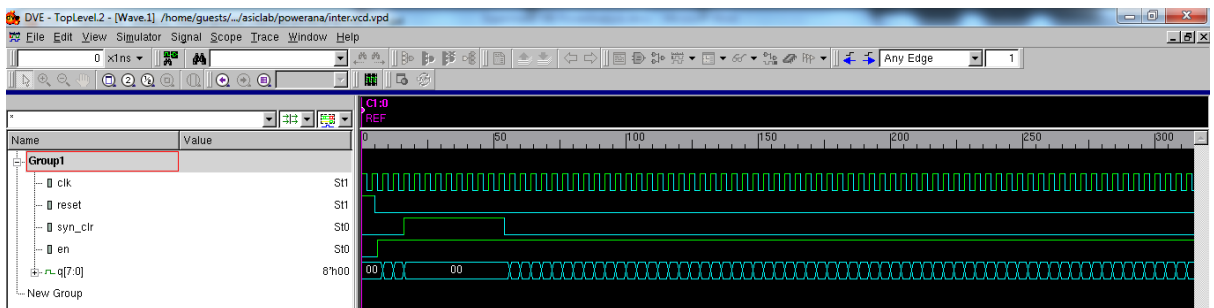 DVE - TopLevel.2 - [Wave.1] /home/guests/.../asiclab/powerana/inter.vcd.vpd
File Edit View Simulator Signal Scope Trace Window Help
0 x1ns Any Edge 1
C1:0
REF
*
Name Value 0 50 100 150 200 250 300
Group1
clk St1
reset St1
syn_clr St0
en St0
q[7:0] 8'h00 00 00
New Group